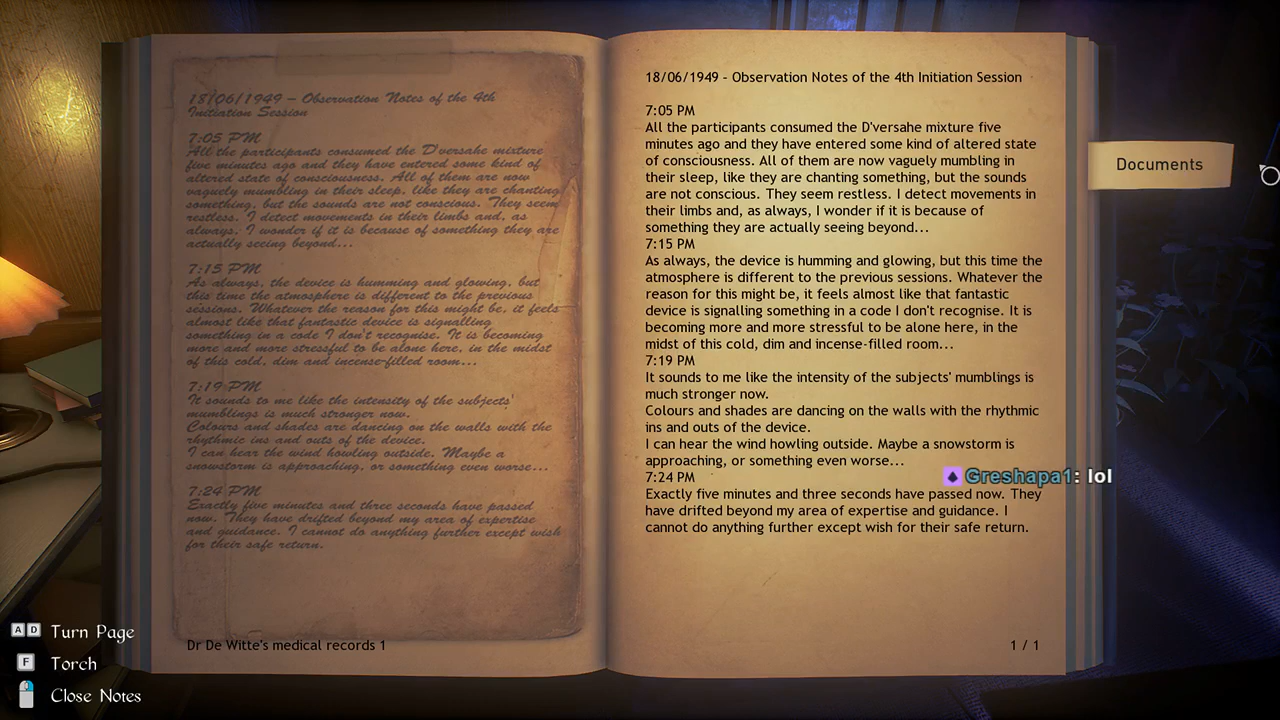 18/06/1949 – Observation Notes of the 4th
Initiation Session
7:05 PM
All the participants consumed the D'versahe mixture
five minutes ago and they have entered some kind of
altered state of consciousness. All of them are now
vaguely mumbling in their sleep, like they are chanting
something, but the sounds are not conscious. They seem
restless. I detect movements in their limbs and, as
always, I wonder if it is because of something they are
actually seeing beyond...
7:15 PM
As always, the device is humming and glowing, but
this time the atmosphere is different to the previous
sessions. Whatever the reason for this might be, it feels
almost like that fantastic device is signalling
something in a code I don't recognise. It is becoming
more and more stressful to be alone here, in the midst
of this cold, dim and incense-filled room...
7:19 PM
It sounds to me like the intensity of the subjects'
mumblings is much stronger now.
Colours and shades are dancing on the walls with the
rhythmic ins and outs of the device.
I can hear the wind howling outside. Maybe a
snowstorm is approaching, or something even worse...
7:24 PM
Exactly five minutes and three seconds have passed
now. They have drifted beyond my area of expertise
and guidance. I cannot do anything further except wish
for their safe return.
Dr De Witte's medical records 1
18/06/1949 - Observation Notes of the 4th Initiation Session
7:05 PM
All the participants consumed the D'versahe mixture five
minutes ago and they have entered some kind of altered state
of consciousness. All of them are now vaguely mumbling in
their sleep, like they are chanting something, but the sounds
are not conscious. They seem restless. I detect movements in
their limbs and, as always, I wonder if it is because of
something they are actually seeing beyond...
7:15 PM
As always, the device is humming and glowing, but this time the
atmosphere is different to the previous sessions. Whatever the
reason for this might be, it feels almost like that fantastic
device is signalling something in a code I don't recognise. It is
becoming more and more stressful to be alone here, in the
midst of this cold, dim and incense-filled room...
7:19 PM
It sounds to me like the intensity of the subjects' mumblings is
much stronger now.
Colours and shades are dancing on the walls with the rhythmic
ins and outs of the device.
I can hear the wind howling outside. Maybe a snowstorm is
approaching, or something even worse...
7:24 PM
Exactly five minutes and three seconds have passed now. They
have drifted beyond my area of expertise and guidance. I
cannot do anything further except wish for their safe return.
1 / 1
Documents
Greshapa1: lol
A D Turn Page
F Torch
Close Notes